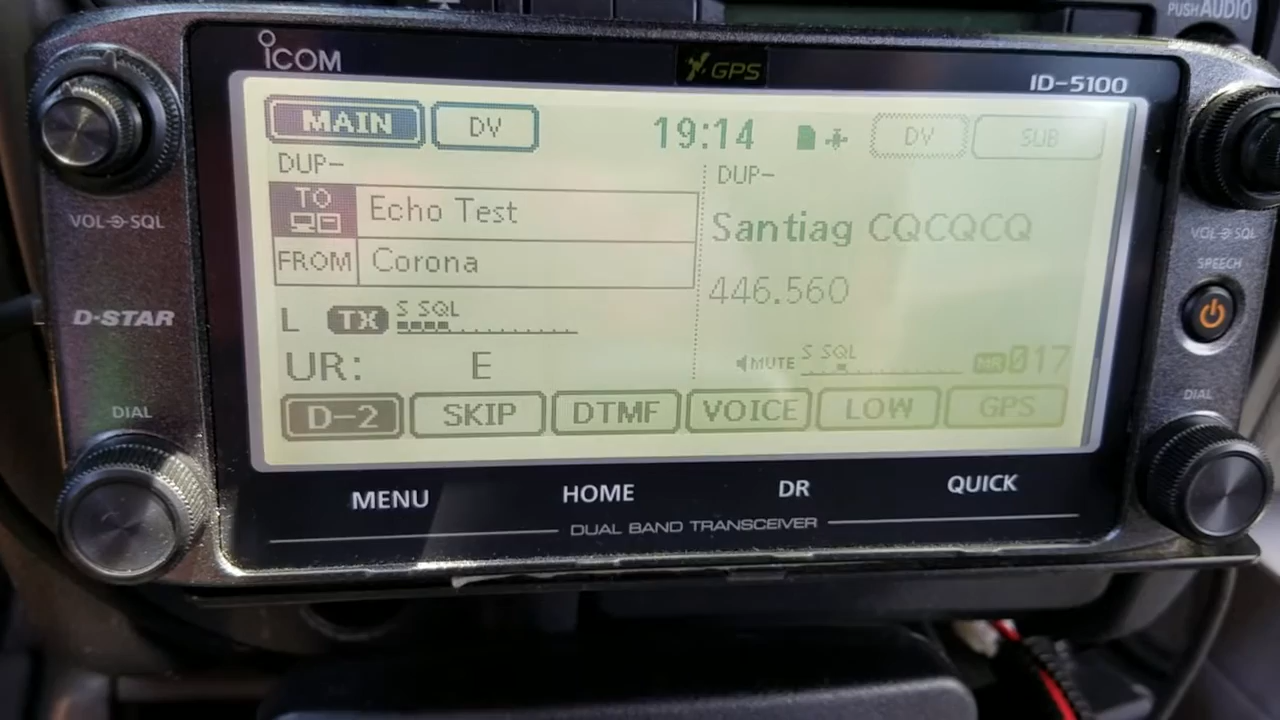 PUSH AUDIO
iCOM
GPS
ID-5100
MAIN DV 19:14 DV SUB
DUP- DUP-
TO Echo Test
Santiag CQCQCQ
FROM Corona
446.560
L TX S SQL
UR: E
MUTE S SQL MR 017
D-2 SKIP DTMF VOICE LOW GPS
VOL SQL
VOL SQL
SPEECH
D-STAR
DIAL
DIAL
MENU HOME DR QUICK
DUAL BAND TRANSCEIVER